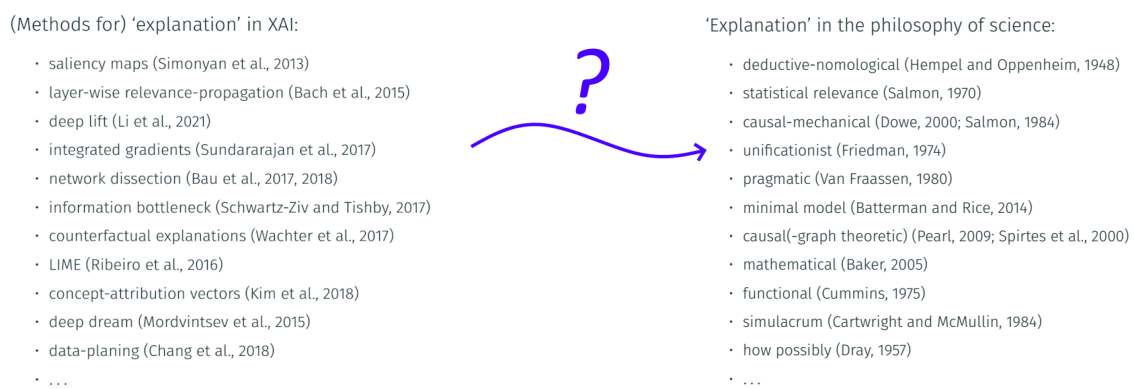 (Methods for) ‘explanation’ in XAI:
· saliency maps (Simonyan et al., 2013)
· layer-wise relevance-propagation (Bach et al., 2015)
· deep lift (Li et al., 2021)
· integrated gradients (Sundararajan et al., 2017)
· network dissection (Bau et al., 2017, 2018)
· information bottleneck (Schwartz-Ziv and Tishby, 2017)
· counterfactual explanations (Wachter et al., 2017)
· LIME (Ribeiro et al., 2016)
· concept-attribution vectors (Kim et al., 2018)
· deep dream (Mordvintsev et al., 2015)
· data-planing (Chang et al., 2018)
· ...
?
‘Explanation’ in the philosophy of science:
· deductive-nomological (Hempel and Oppenheim, 1948)
· statistical relevance (Salmon, 1970)
· causal-mechanical (Dowe, 2000; Salmon, 1984)
· unificationist (Friedman, 1974)
· pragmatic (Van Fraassen, 1980)
· minimal model (Batterman and Rice, 2014)
· causal(-graph theoretic) (Pearl, 2009; Spirtes et al., 2000)
· mathematical (Baker, 2005)
· functional (Cummins, 1975)
· simulacrum (Cartwright and McMullin, 1984)
· how possibly (Dray, 1957)
· ...